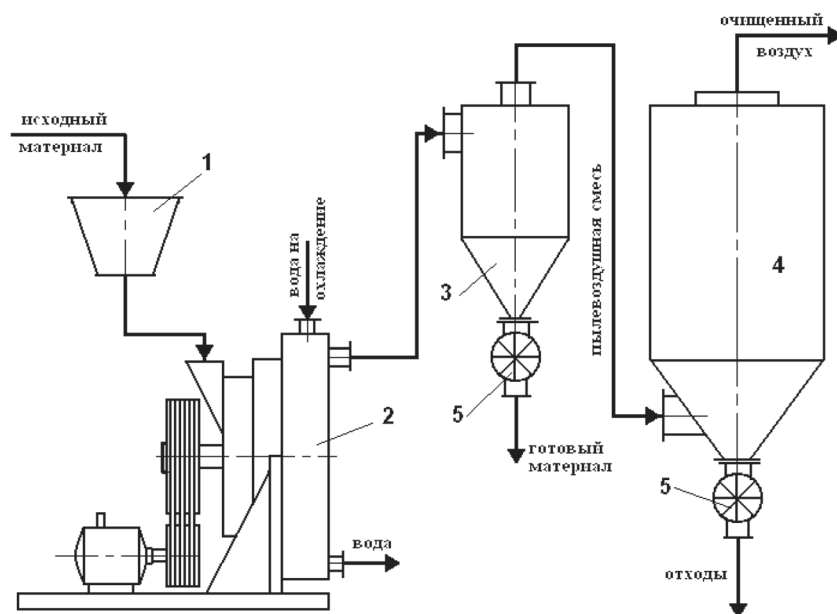 очищенный
воздух
исходный
материал
1
вода на
охлаждение
пылевоздушная смесь
3
4
2
5
готовый
материал
5
вода
отходы